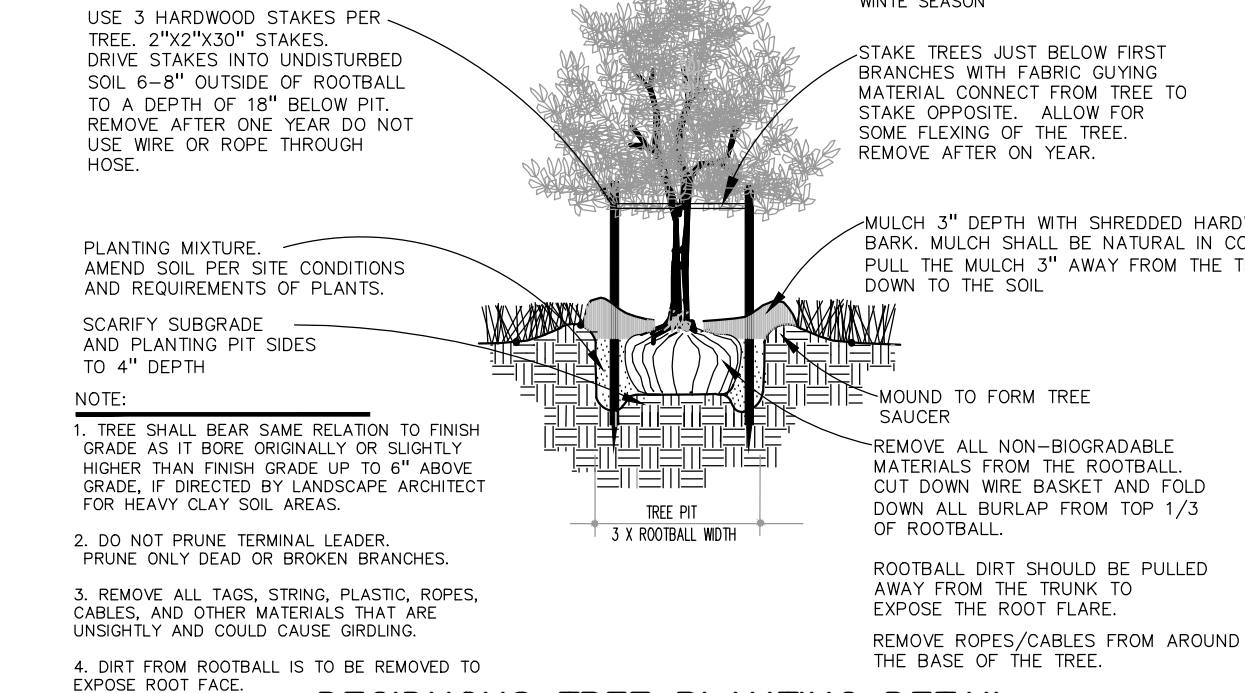 USE 3 HARDWOOD STAKES PER
TREE. 2"X2"X30" STAKES.
DRIVE STAKES INTO UNDISTURBED
SOIL 6-8" OUTSIDE OF ROOTBALL
TO A DEPTH OF 18" BELOW PIT.
REMOVE AFTER ONE YEAR DO NOT
USE WIRE OR ROPE THROUGH
HOSE.
PLANTING MIXTURE.
AMEND SOIL PER SITE CONDITIONS
AND REQUIREMENTS OF PLANTS.
SCARIFY SUBGRADE
AND PLANTING PIT SIDES
TO 4" DEPTH
NOTE:
1. TREE SHALL BEAR SAME RELATION TO FINISH
GRADE AS IT BORE ORIGINALLY OR SLIGHTLY
HIGHER THAN FINISH GRADE UP TO 6" ABOVE
GRADE, IF DIRECTED BY LANDSCAPE ARCHITECT
FOR HEAVY CLAY SOIL AREAS.
2. DO NOT PRUNE TERMINAL LEADER.
PRUNE ONLY DEAD OR BROKEN BRANCHES.
3. REMOVE ALL TAGS, STRING, PLASTIC, ROPES,
CABLES, AND OTHER MATERIALS THAT ARE
UNSIGHTLY AND COULD CAUSE GIRDLING.
4. DIRT FROM ROOTBALL IS TO BE REMOVED TO
EXPOSE ROOT FACE.
TREE PIT
3 X ROOTBALL WIDTH
WINTE SEASON
STAKE TREES JUST BELOW FIRST
BRANCHES WITH FABRIC GUYING
MATERIAL CONNECT FROM TREE TO
STAKE OPPOSITE. ALLOW FOR
SOME FLEXING OF THE TREE.
REMOVE AFTER ON YEAR.
MULCH 3" DEPTH WITH SHREDDED HARD
BARK. MULCH SHALL BE NATURAL IN CO
PULL THE MULCH 3" AWAY FROM THE T
DOWN TO THE SOIL
MOUND TO FORM TREE
SAUCER
REMOVE ALL NON-BIOGRADABLE
MATERIALS FROM THE ROOTBALL.
CUT DOWN WIRE BASKET AND FOLD
DOWN ALL BURLAP FROM TOP 1/3
OF ROOTBALL.
ROOTBALL DIRT SHOULD BE PULLED
AWAY FROM THE TRUNK TO
EXPOSE THE ROOT FLARE.
REMOVE ROPES/CABLES FROM AROUND
THE BASE OF THE TREE.